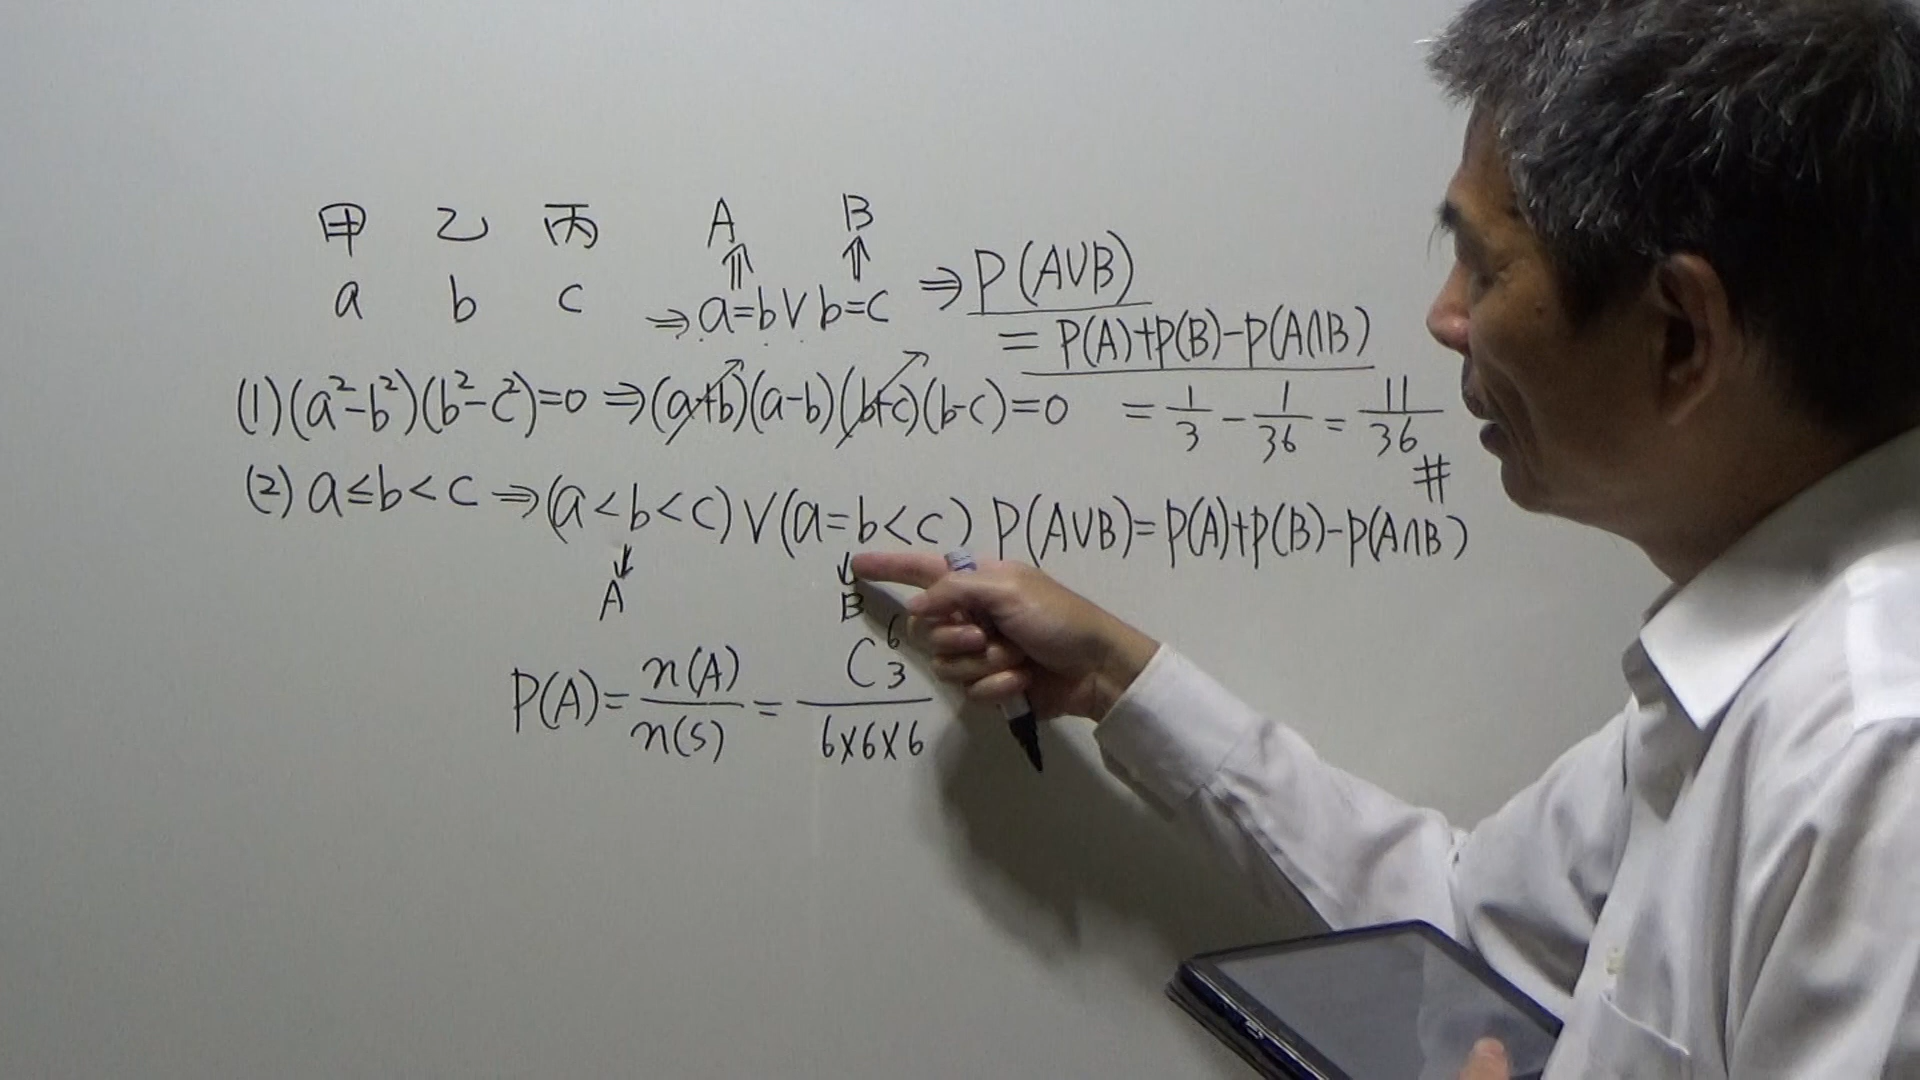 甲 乙 丙
a b c
A B
⇒ a=b∨b=c ⇒ P(A∪B)
= P(A)+P(B)-P(A∩B)
(1)(a²-b²)(b²-c²)=0 ⇒ (a+b)(a-b)(b+c)(b-c)=0 = 1/3 - 1/36 = 11/36 #
(2) a≤b<c ⇒ (a<b<c)∨(a=b<c) P(A∪B)=P(A)+P(B)-P(A∩B)
A B
P(A)= n(A)/n(S) = C⁶₃/6×6×6